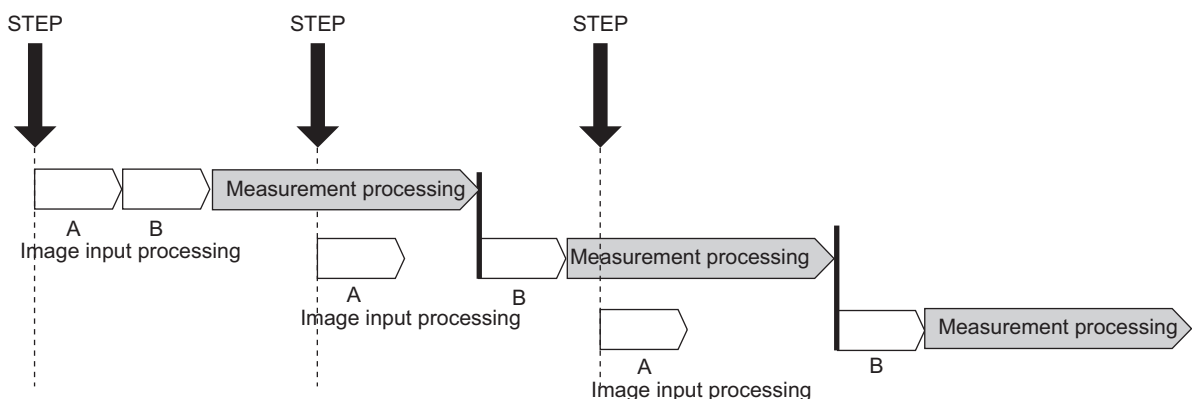 STEP
STEP
STEP
Measurement processing
A
B
Image input processing
Measurement processing
A
B
Image input processing
Measurement processing
A
B
Image input processing